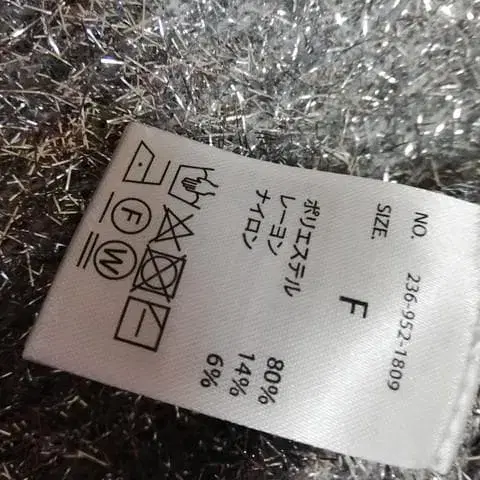 NO. 236-952-1809
SIZE. F
ポリエステル 80%
レーヨン 14%
ナイロン 6%
F W